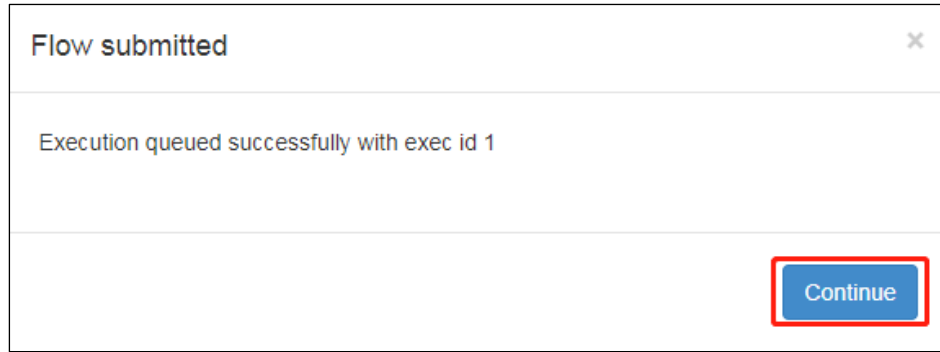 Flow submitted ×
Execution queued successfully with exec id 1
Continue